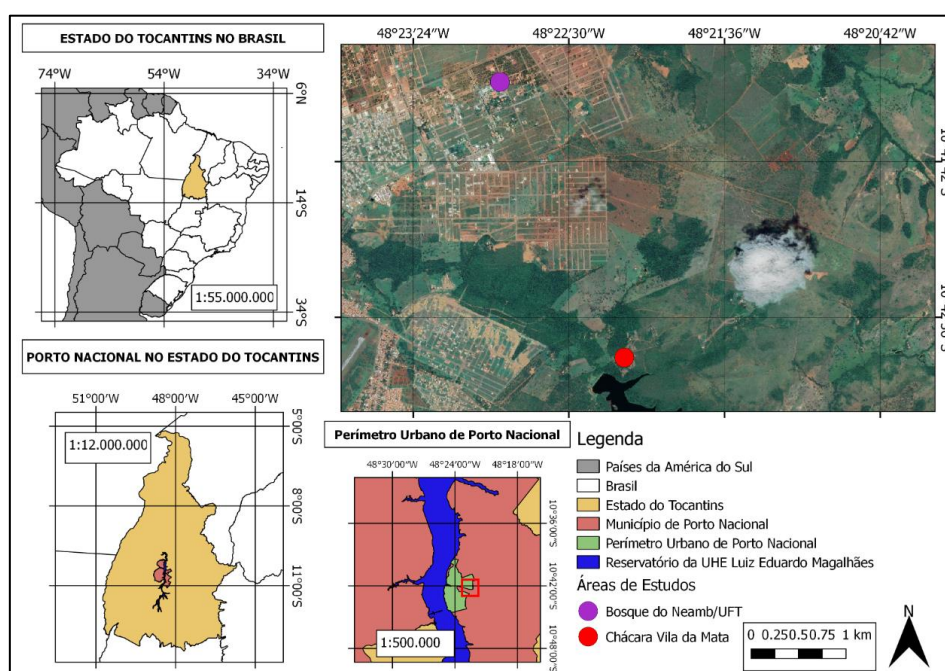 ESTADO DO TOCANTINS NO BRASIL
74°W 54°W 34°W
6°N
14°S
34°S
1:55.000.000
48°23′24″W 48°22′30″W 48°21′36″W 48°20′42″W
10°41′42″S
10°42′36″S
PORTO NACIONAL NO ESTADO DO TOCANTINS
51°00′W 48°00′W 45°00′W
5°00′S
8°00′S
11°00′S
1:12.000.000
Perímetro Urbano de Porto Nacional
48°30′00″W 48°24′00″W 48°18′00″W
10°36′00″S
10°42′00″S
10°48′00″S
1:500.000
Legenda
Países da América do Sul
Brasil
Estado do Tocantins
Município de Porto Nacional
Perímetro Urbano de Porto Nacional
Reservatório da UHE Luiz Eduardo Magalhães
Áreas de Estudos
Bosque do Neamb/UFT
Chácara Vila da Mata
0 0.250.50.75 1 km
N